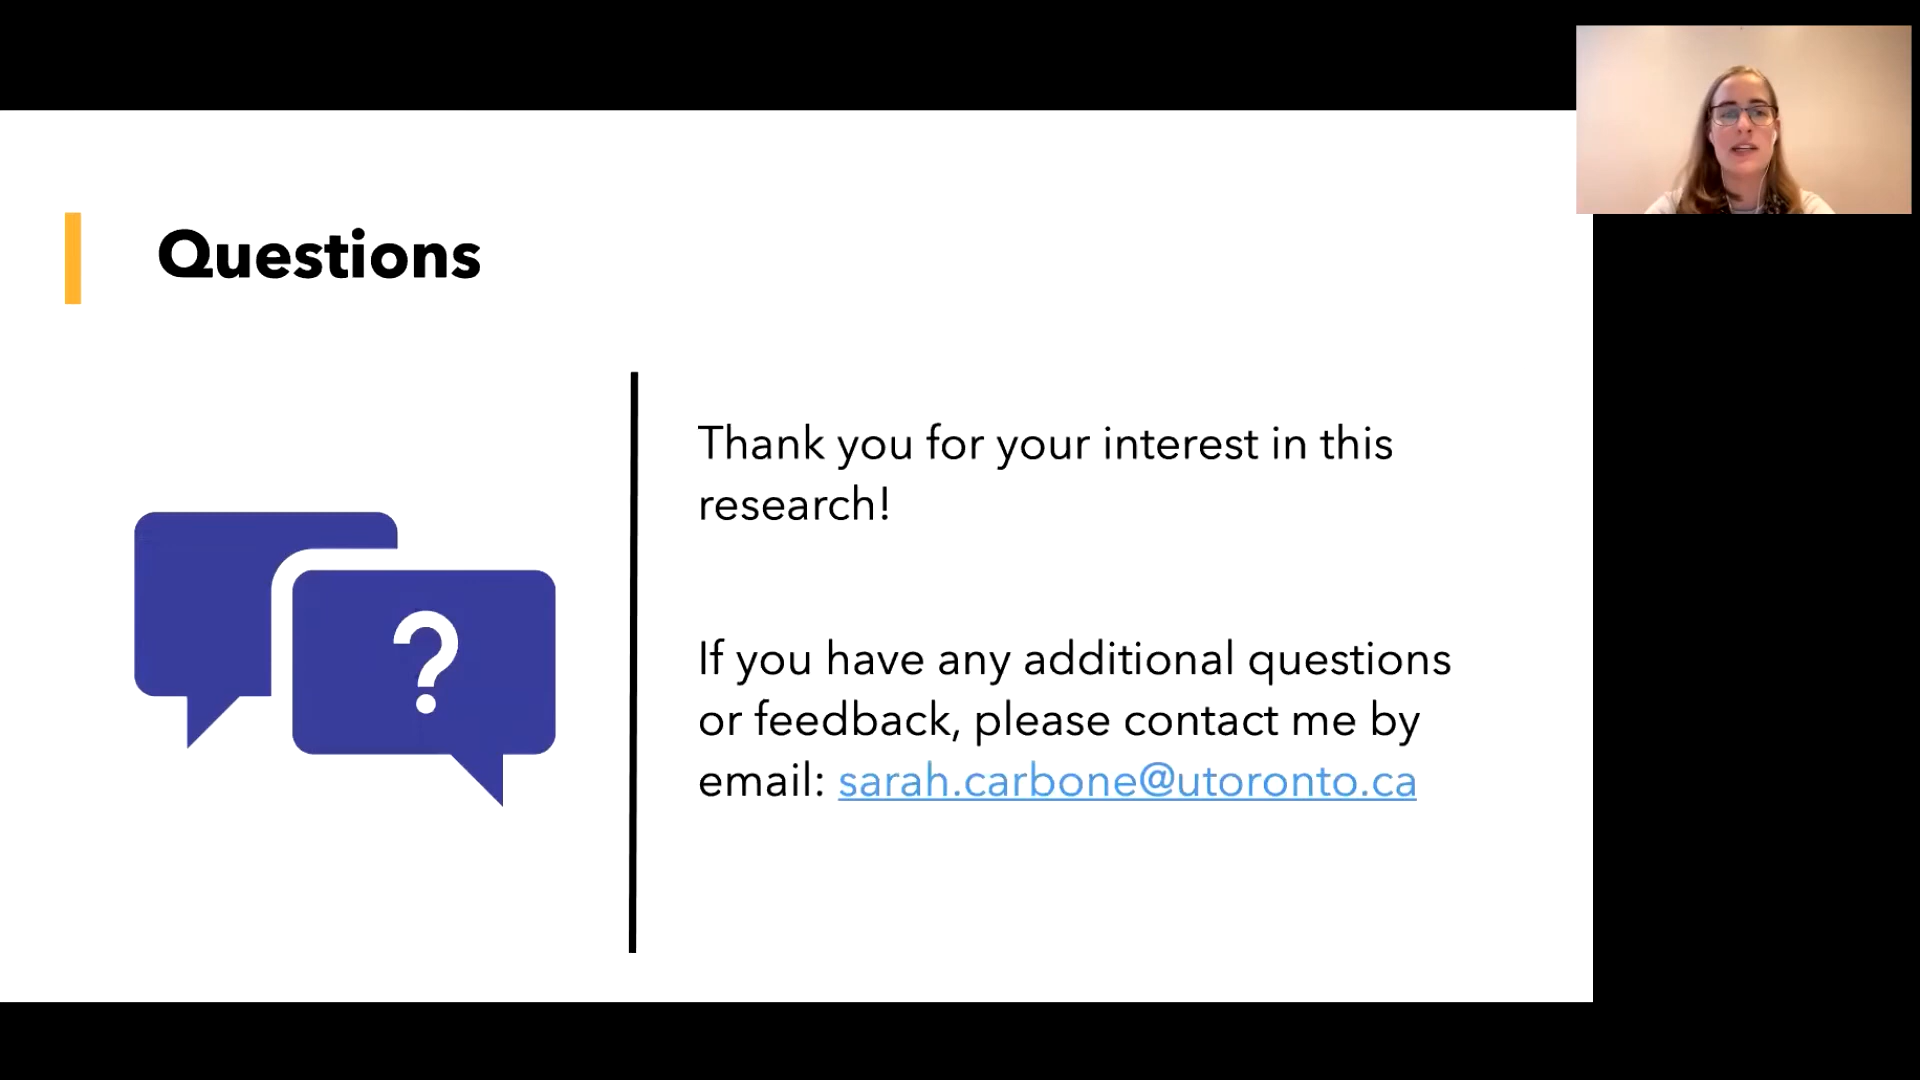 Questions
?
Thank you for your interest in this
research!
If you have any additional questions
or feedback, please contact me by
email: sarah.carbone@utoronto.ca